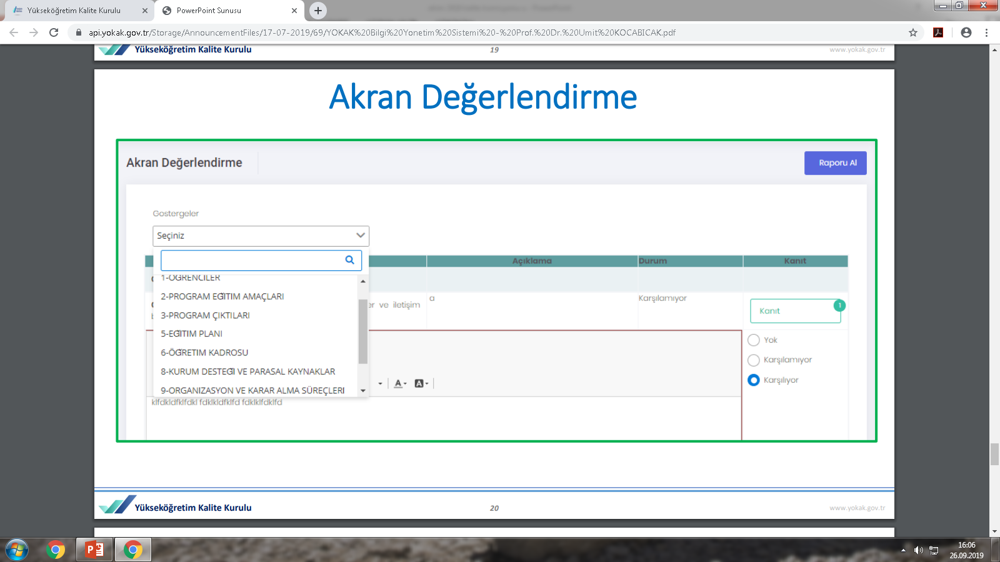 Yükseköğretim Kalite Kurulu
PowerPoint Sunusu
api.yokak.gov.tr/Storage/AnnouncementFiles/17-07-2019/69/YOKAK%20Bilgi%20Yonetim%20Sistemi%20-%20Prof.%20Dr.%20Umit%20KOCABICAK.pdf
Yükseköğretim Kalite Kurulu 19 www.yokak.gov.tr
Akran Değerlendirme
Akran Değerlendirme
Raporu Al
Gostergeler
Seçiniz
Açıklama Durum Kanıt
1-ÖĞRENCİLER
2-PROGRAM EĞİTİM AMAÇLARI
3-PROGRAM ÇIKTILARI
5-EĞİTİM PLANI
6-ÖĞRETİM KADROSU
8-KURUM DESTEĞİ VE PARASAL KAYNAKLAR
9-ORGANIZASYON VE KARAR ALMA SÜREÇLERİ
er ve iletişim
a
Karşılamıyor
Kanıt
1
Yok
Karşılamıyor
Karşılıyor
A
A
klfdkldfklfdkl fdklkldfklfd fdklklfdklfd
Yükseköğretim Kalite Kurulu 20 www.yokak.gov.tr
16:06
26.09.2019